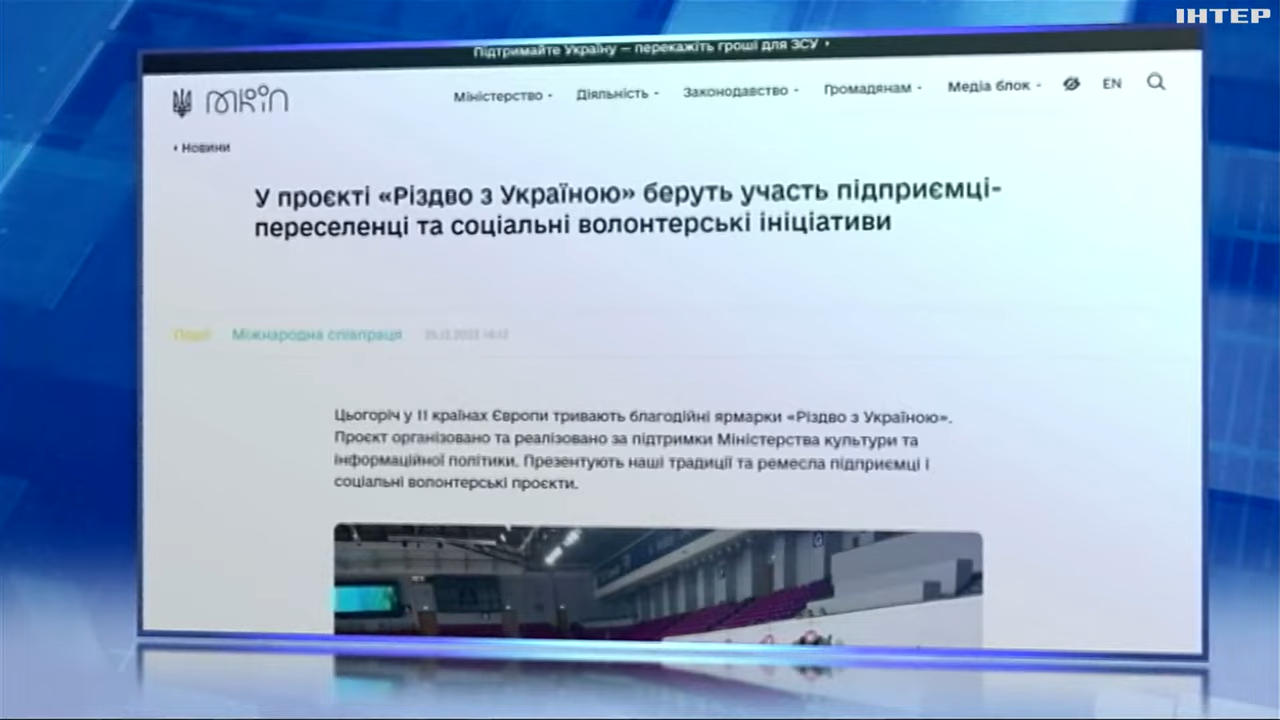 ІНТЕР
Підтримайте Україну — перекажіть гроші для ЗСУ
мкіп
Міністерство Діяльність Законодавство Громадянам Медіа блок EN
Новини
У проєкті «Різдво з Україною» беруть участь підприємці-
переселенці та соціальні волонтерські ініціативи
Події Міжнародна співпраця
Цьогоріч у 11 країнах Європи тривають благодійні ярмарки «Різдво з Україною».
Проєкт організовано та реалізовано за підтримки Міністерства культури та
інформаційної політики. Презентують наші традиції та ремесла підприємці і
соціальні волонтерські проєкти.